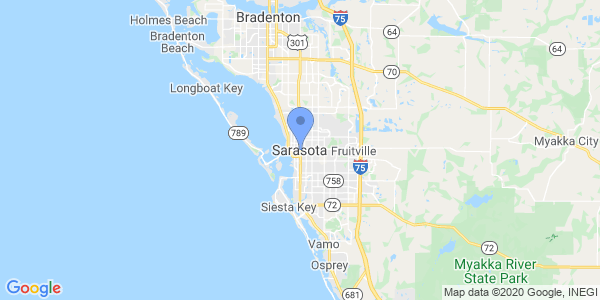 Holmes Beach
Bradenton
75
64
301
Bradenton
Beach
64
70
Longboat Key
789
Myakka City
Sarasota
Fruitville
75
758
Siesta Key
72
72
Vamo
Myakka River
State Park
Osprey
681
Google
Map data ©2020 Google, INEGI